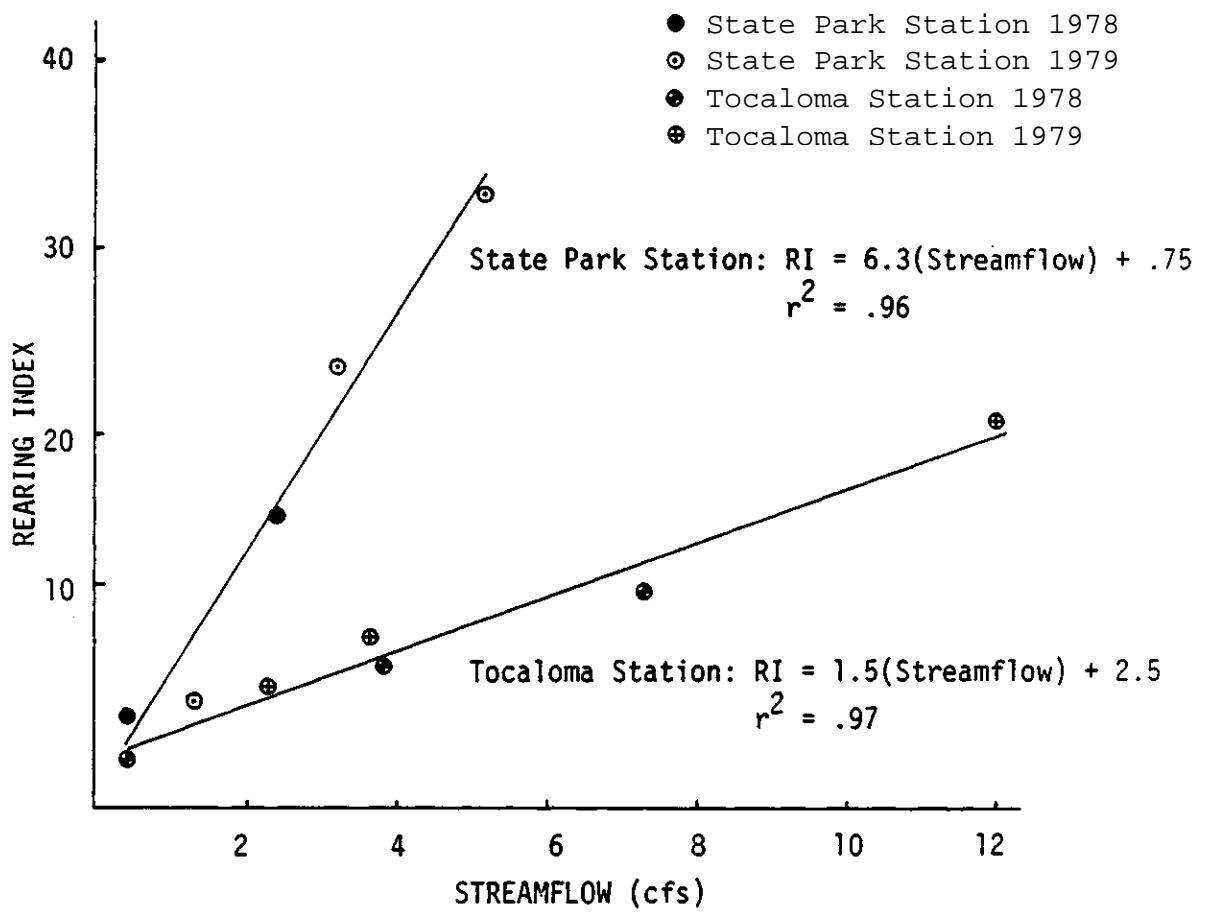 State Park Station 1978
State Park Station 1979
Tocaloma Station 1978
Tocaloma Station 1979
40
30
20
10
REARING INDEX
State Park Station: RI = 6.3(Streamflow) + .75
r² = .96
Tocaloma Station: RI = 1.5(Streamflow) + 2.5
r² = .97
2 4 6 8 10 12
STREAMFLOW (cfs)